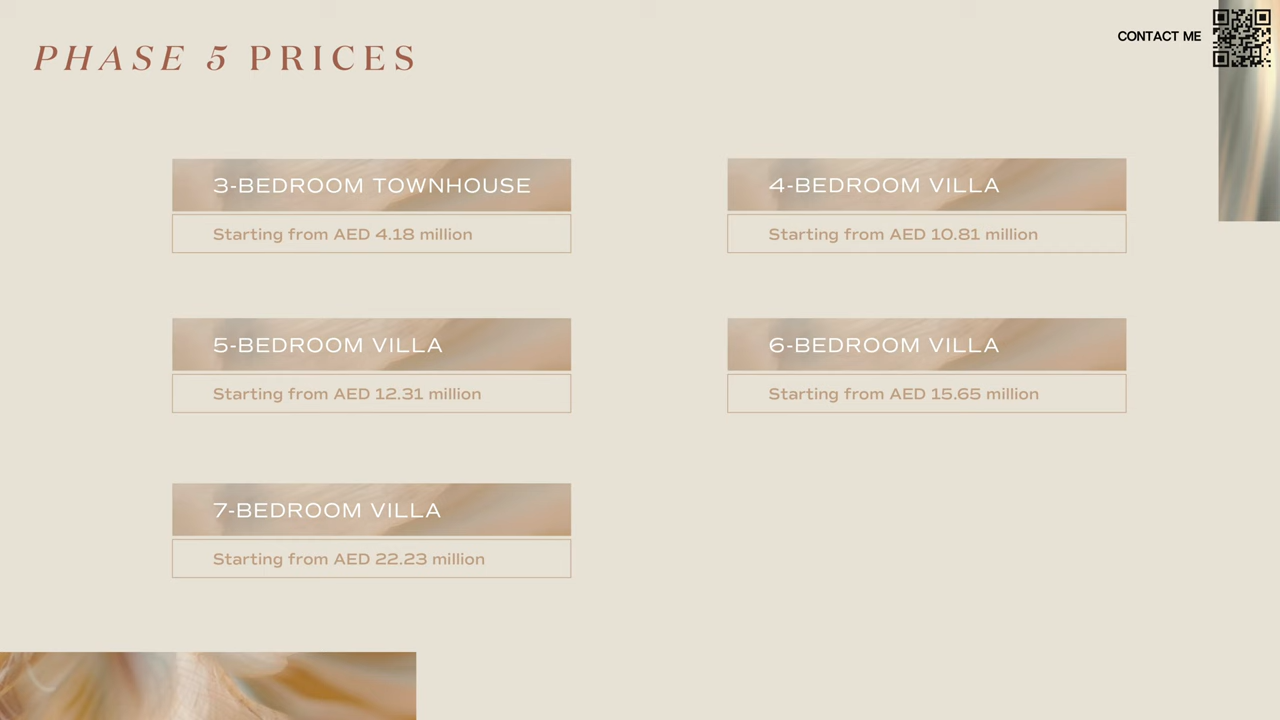 PHASE 5 PRICES
CONTACT ME
3-BEDROOM TOWNHOUSE
Starting from AED 4.18 million
4-BEDROOM VILLA
Starting from AED 10.81 million
5-BEDROOM VILLA
Starting from AED 12.31 million
6-BEDROOM VILLA
Starting from AED 15.65 million
7-BEDROOM VILLA
Starting from AED 22.23 million